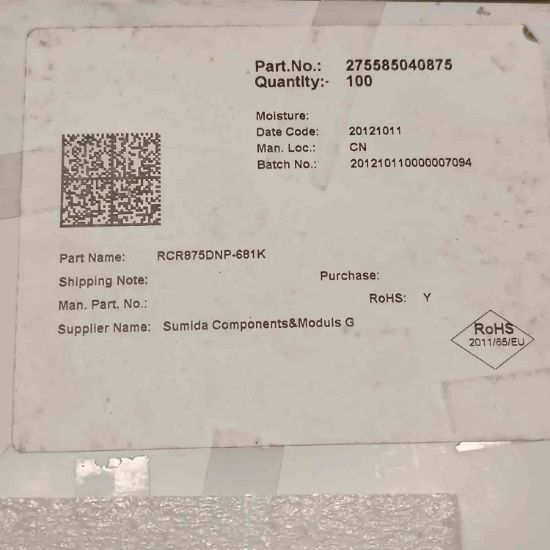 Part.No.: 275585040875
Quantity:- 100
Moisture:
Date Code: 20121011
Man. Loc.: CN
Batch No.: 201210110000007094
Part Name: RCR875DNP-681K
Shipping Note:
Purchase:
Man. Part. No.:
RoHS: Y
Supplier Name: Sumida Components&Moduls G
RoHS
2011/65/EU